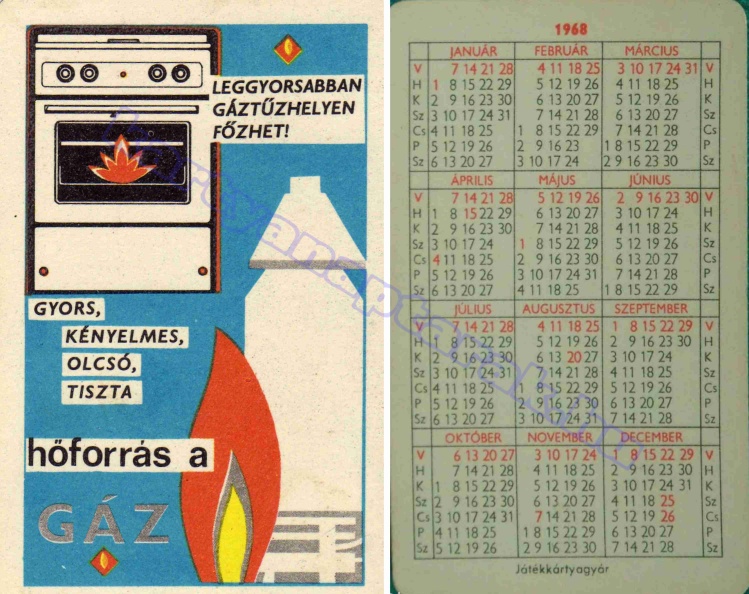 LEGGYORSABBAN
GÁZTŰZHELYEN
FŐZHET!
GYORS,
KÉNYELMES,
OLCSÓ,
TISZTA
hőforrás a
GÁZ
1968
JANUÁR FEBRUÁR MÁRCIUS
V 7 14 21 28 4 11 18 25 3 10 17 24 31 V
H 1 8 15 22 29 5 12 19 26 4 11 18 25 H
K 2 9 16 23 30 6 13 20 27 5 12 19 26 K
Sz 3 10 17 24 31 7 14 21 28 6 13 20 27 Sz
Cs 4 11 18 25 1 8 15 22 29 7 14 21 28 Cs
P 5 12 19 26 2 9 16 23 1 8 15 22 29 P
Sz 6 13 20 27 3 10 17 24 2 9 16 23 30 Sz
ÁPRILIS MÁJUS JÚNIUS
V 7 14 21 28 5 12 19 26 2 9 16 23 30 V
H 1 8 15 22 29 6 13 20 27 3 10 17 24 H
K 2 9 16 23 30 7 14 21 28 4 11 18 25 K
Sz 3 10 17 24 1 8 15 22 29 5 12 19 26 Sz
Cs 4 11 18 25 2 9 16 23 30 6 13 20 27 Cs
P 5 12 19 26 3 10 17 24 31 7 14 21 28 P
Sz 6 13 20 27 4 11 18 25 1 8 15 22 29 Sz
JÚLIUS AUGUSZTUS SZEPTEMBER
V 7 14 21 28 4 11 18 25 1 8 15 22 29 V
H 1 8 15 22 29 5 12 19 26 2 9 16 23 30 H
K 2 9 16 23 30 6 13 20 27 3 10 17 24 K
Sz 3 10 17 24 31 7 14 21 28 4 11 18 25 Sz
Cs 4 11 18 25 1 8 15 22 29 5 12 19 26 Cs
P 5 12 19 26 2 9 16 23 30 6 13 20 27 P
Sz 6 13 20 27 3 10 17 24 31 7 14 21 28 Sz
OKTÓBER NOVEMBER DECEMBER
V 6 13 20 27 3 10 17 24 1 8 15 22 29 V
H 7 14 21 28 4 11 18 25 2 9 16 23 30 H
K 1 8 15 22 29 5 12 19 26 3 10 17 24 31 K
Sz 2 9 16 23 30 6 13 20 27 4 11 18 25 Sz
Cs 3 10 17 24 31 7 14 21 28 5 12 19 26 Cs
P 4 11 18 25 1 8 15 22 29 6 13 20 27 P
Sz 5 12 19 26 2 9 16 23 30 7 14 21 28 Sz
Játékkártyagyár